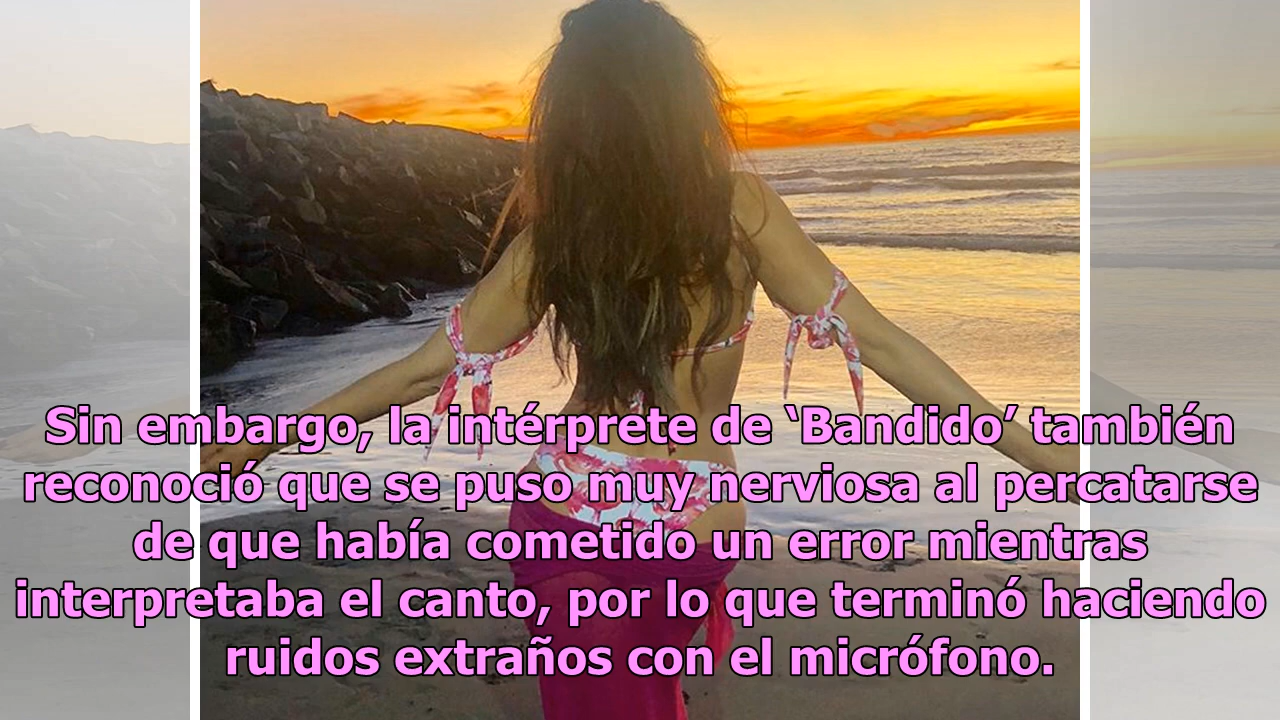 Sin embargo, la intérprete de ‘Bandido’ también
reconoció que se puso muy nerviosa al percatarse
de que había cometido un error mientras
interpretaba el canto, por lo que terminó haciendo
ruidos extraños con el micrófono.